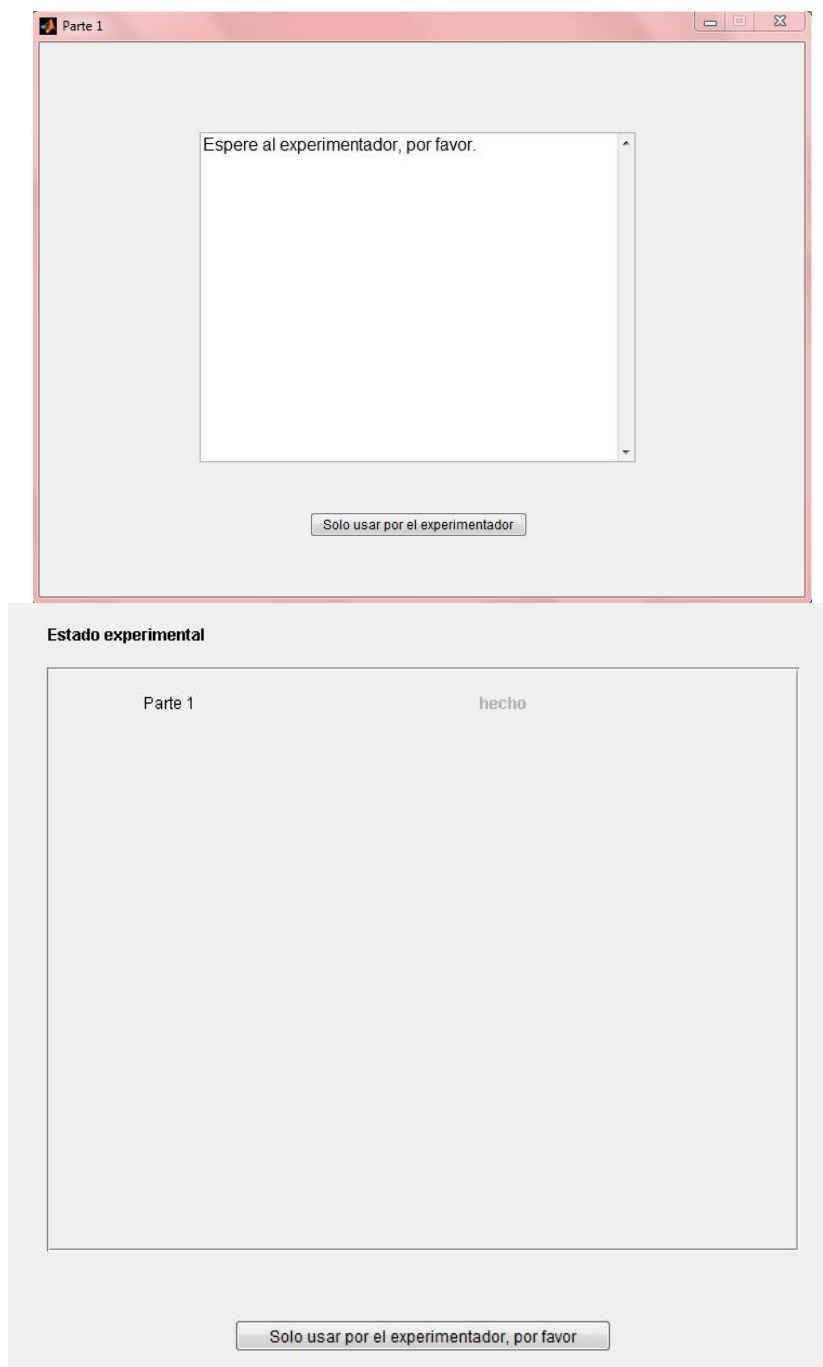 Parte 1
Espere al experimentador, por favor.
Solo usar por el experimentador
Estado experimental
Parte 1 hecho
Solo usar por el experimentador, por favor